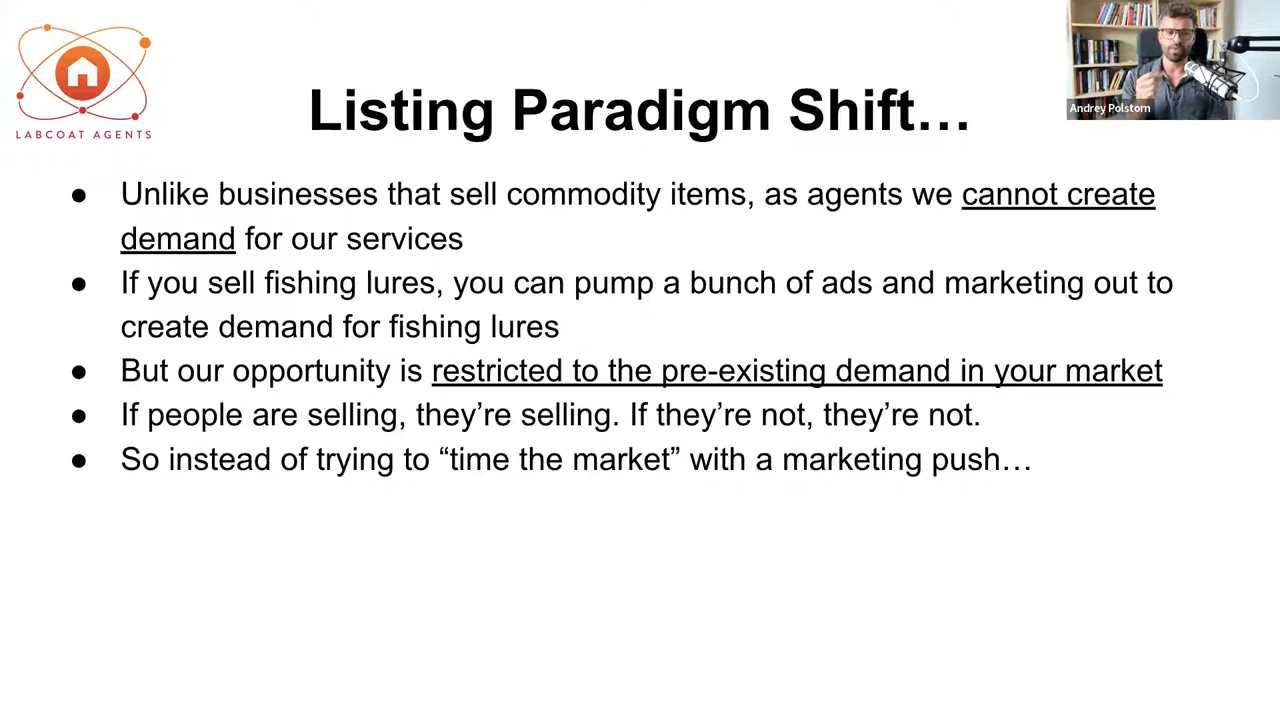 LABCOAT AGENTS
Andrey Polstorn
Listing Paradigm Shift…
● Unlike businesses that sell commodity items, as agents we cannot create
demand for our services
● If you sell fishing lures, you can pump a bunch of ads and marketing out to
create demand for fishing lures
● But our opportunity is restricted to the pre-existing demand in your market
● If people are selling, they’re selling. If they’re not, they’re not.
● So instead of trying to “time the market” with a marketing push…